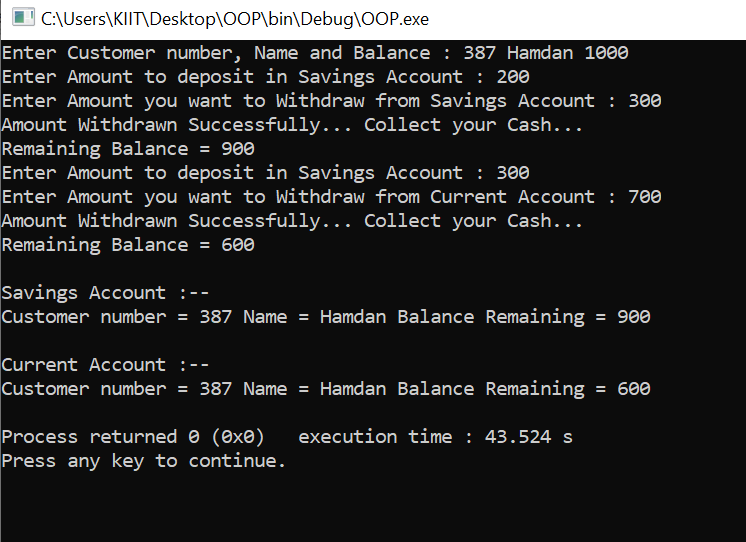 C:\Users\KIIT\Desktop\OOP\bin\Debug\OOP.exe
Enter Customer number, Name and Balance : 387 Hamdan 1000
Enter Amount to deposit in Savings Account : 200
Enter Amount you want to Withdraw from Savings Account : 300
Amount Withdrawn Successfully... Collect your Cash...
Remaining Balance = 900
Enter Amount to deposit in Savings Account : 300
Enter Amount you want to Withdraw from Current Account : 700
Amount Withdrawn Successfully... Collect your Cash...
Remaining Balance = 600
Savings Account :--
Customer number = 387 Name = Hamdan Balance Remaining = 900
Current Account :--
Customer number = 387 Name = Hamdan Balance Remaining = 600
Process returned 0 (0x0)   execution time : 43.524 s
Press any key to continue.